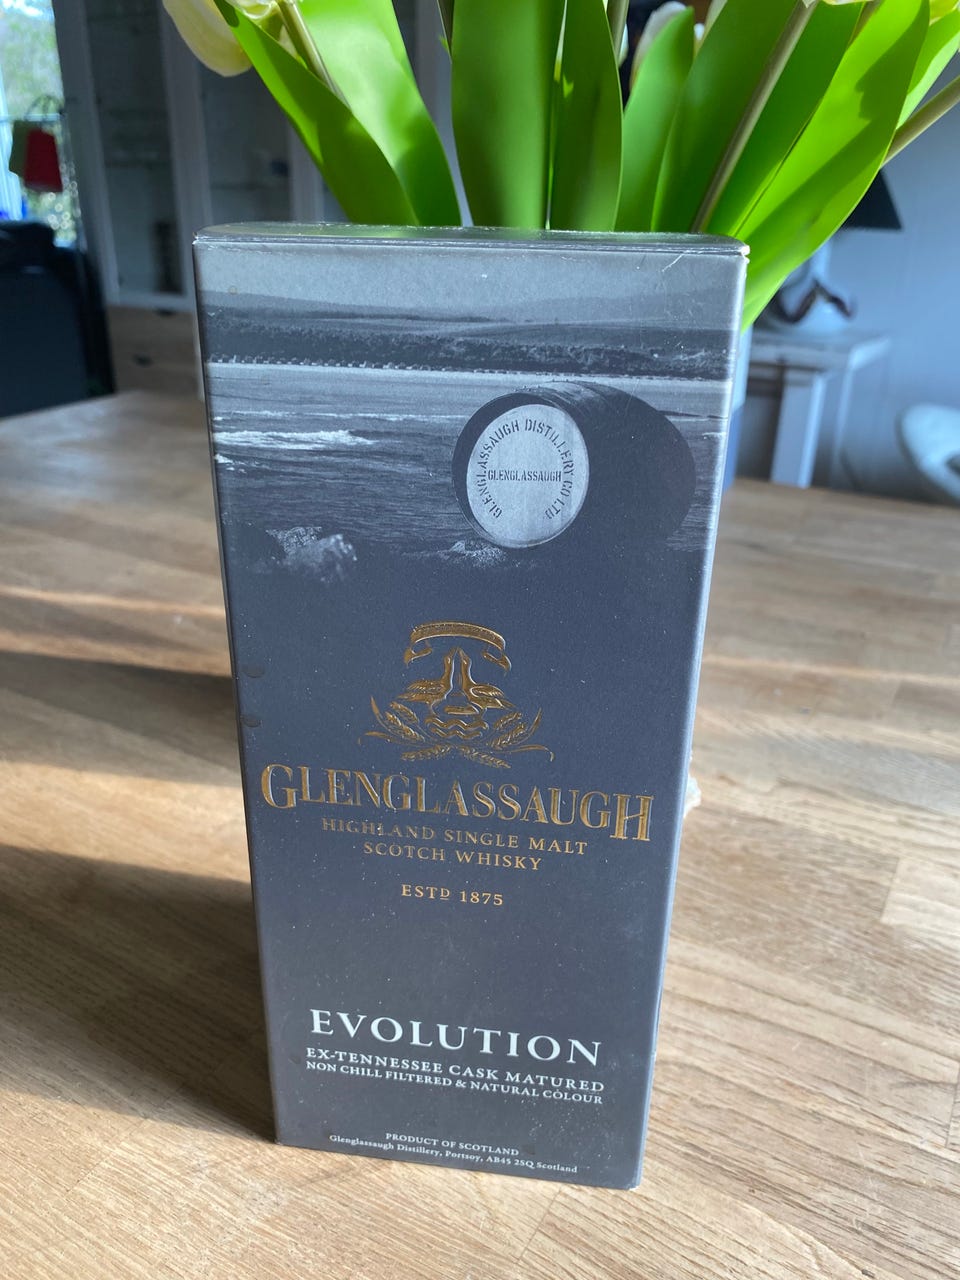 GLENGLASSAUGH DISTILLERY CO LTD
GLENGLASSAUGH
GLENGLASSAUGH
HIGHLAND SINGLE MALT
SCOTCH WHISKY
ESTD 1875
EVOLUTION
EX-TENNESSEE CASK MATURED
NON CHILL FILTERED & NATURAL COLOUR
PRODUCT OF SCOTLAND
Glenglassaugh Distillery, Portsoy, AB45 2SQ Scotland